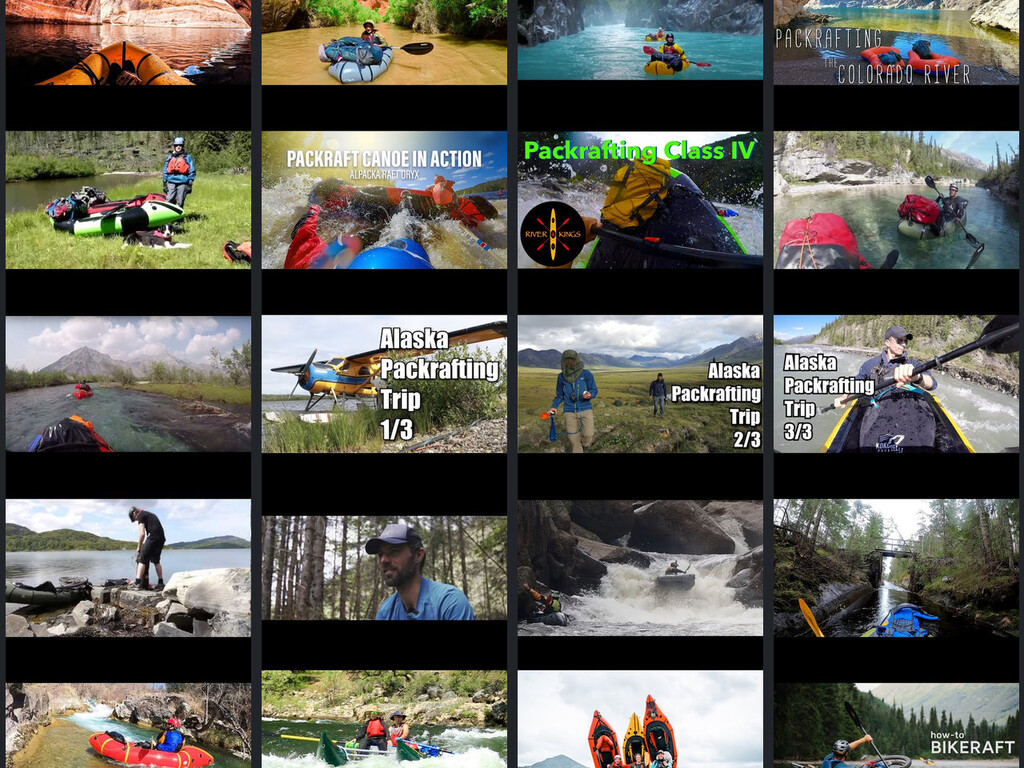 PACKRAFTING
THE
COLORADO RIVER
PACKRAFT CANOE IN ACTION
ALPACKA RAFT ORYX
Packrafting Class IV
RIVER KINGS
Alaska
Packrafting
Trip
1/3
Alaska
Packrafting
Trip
2/3
Alaska
Packrafting
Trip
3/3
how-to
BIKERAFT